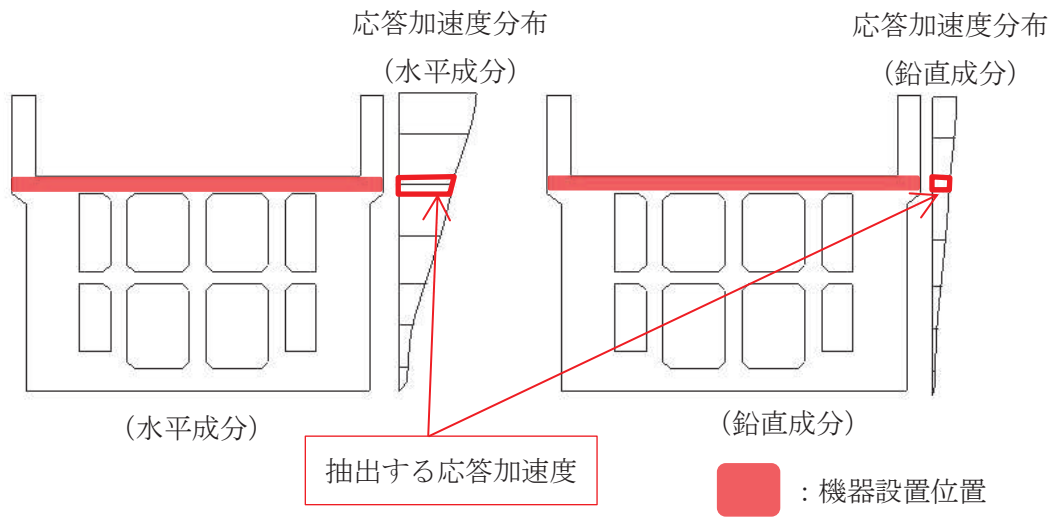 応答加速度分布
（水平成分）
応答加速度分布
（鉛直成分）
（水平成分）
（鉛直成分）
抽出する応答加速度
：機器設置位置